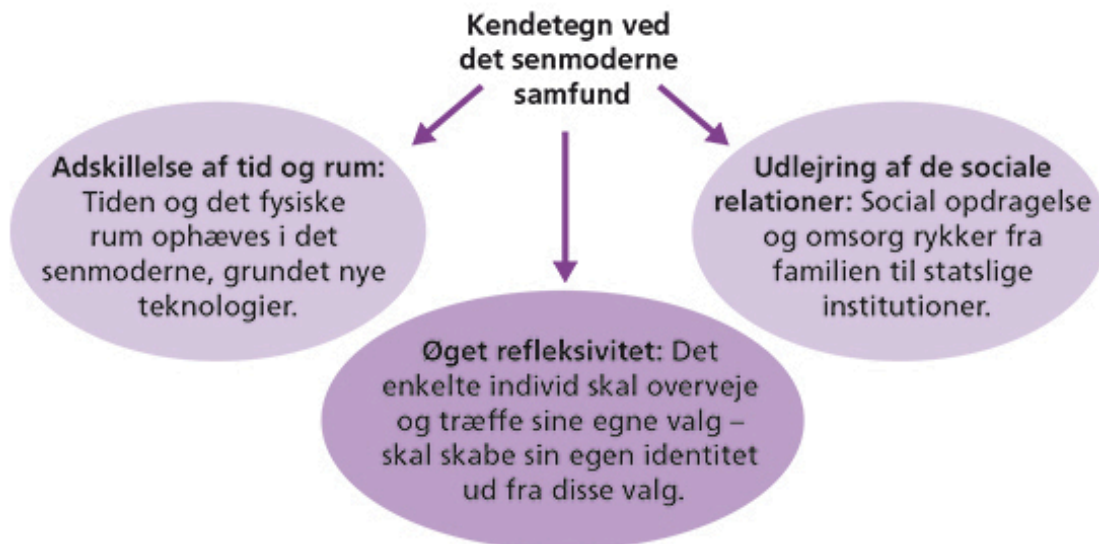 Kendetegn ved
det senmoderne
samfund
Adskillelse af tid og rum:
Tiden og det fysiske
rum ophæves i det
senmoderne, grundet nye
teknologier.
Udlejring af de sociale
relationer: Social opdragelse
og omsorg rykker fra
familien til statslige
institutioner.
Øget refleksivitet: Det
enkelte individ skal overveje
og træffe sine egne valg –
skal skabe sin egen identitet
ud fra disse valg.